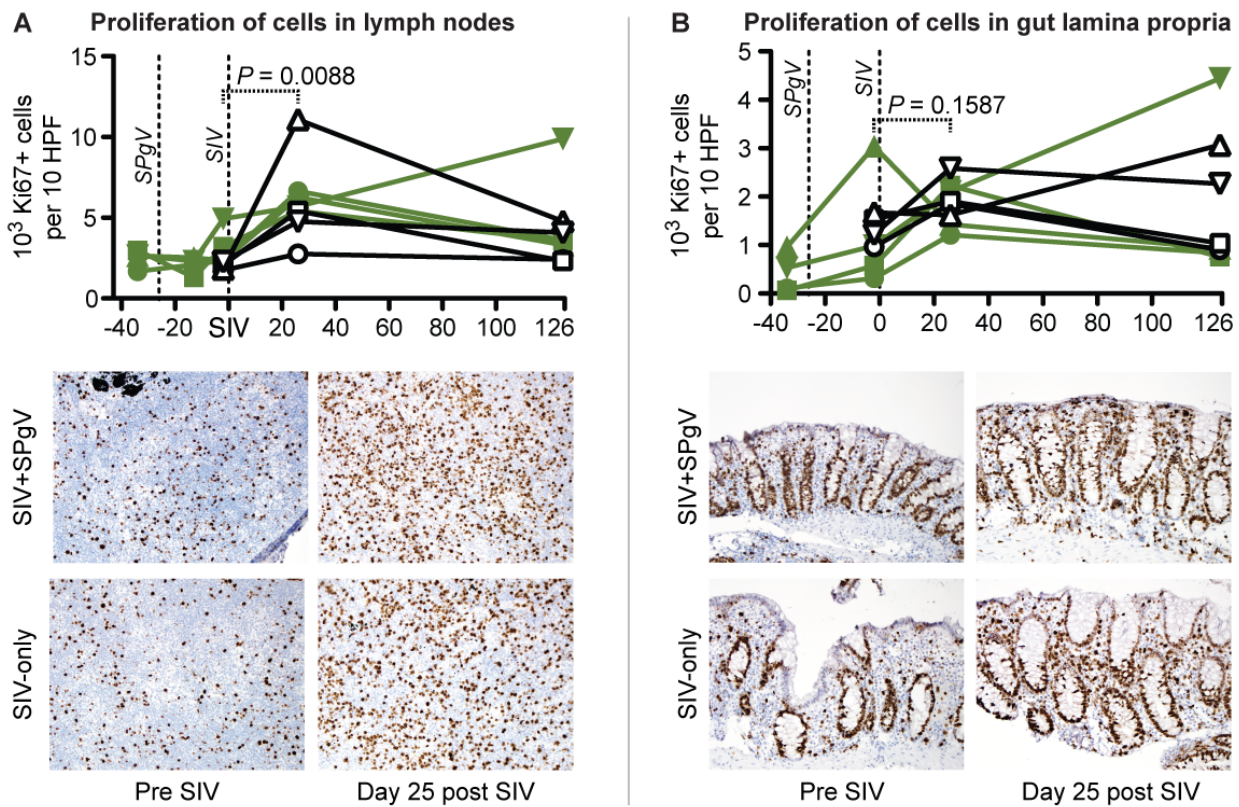 A Proliferation of cells in lymph nodes
15
10
5
0
10³ Ki67+ cells
per 10 HPF
SPgV
SIV
P = 0.0088
-40 -20 SIV 20 40 60 80 100 126
B Proliferation of cells in gut lamina propria
5
4
3
2
1
0
10³ Ki67+ cells
per 10 HPF
SPgV
SIV
P = 0.1587
-40 -20 0 20 40 60 80 100 126
SIV+SPgV
SIV-only
Pre SIV
Day 25 post SIV
SIV+SPgV
SIV-only
Pre SIV
Day 25 post SIV